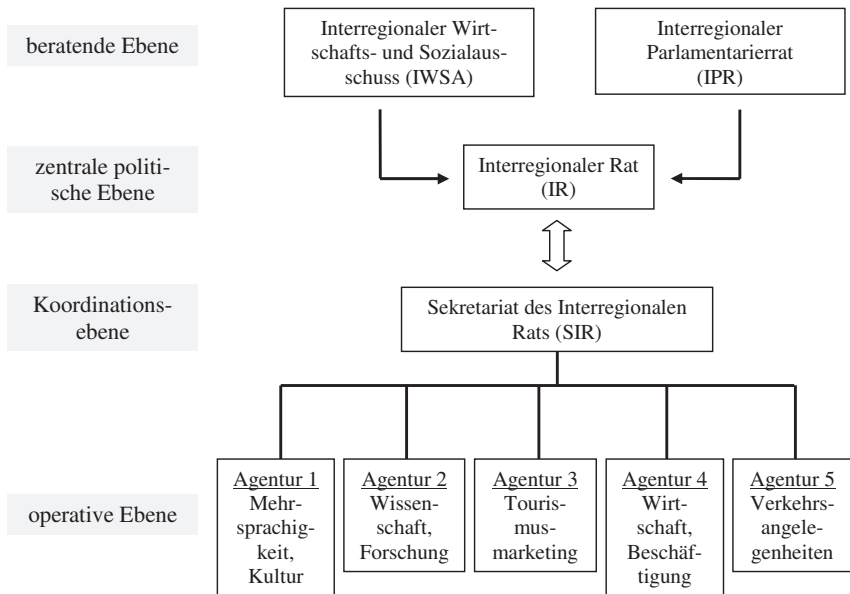 beratende Ebene
Interregionaler Wirt-
schafts- und Sozialaus-
schuss (IWSA)
Interregionaler
Parlamentarierrat
(IPR)
zentrale politi-
sche Ebene
Interregionaler Rat
(IR)
Koordinations-
ebene
Sekretariat des Interregionalen
Rats (SIR)
operative Ebene
Agentur 1
Mehr-
sprachig-
keit,
Kultur
Agentur 2
Wissen-
schaft,
Forschung
Agentur 3
Touris-
mus-
marketing
Agentur 4
Wirt-
schaft,
Beschäf-
tigung
Agentur 5
Verkehrs-
angele-
genheiten